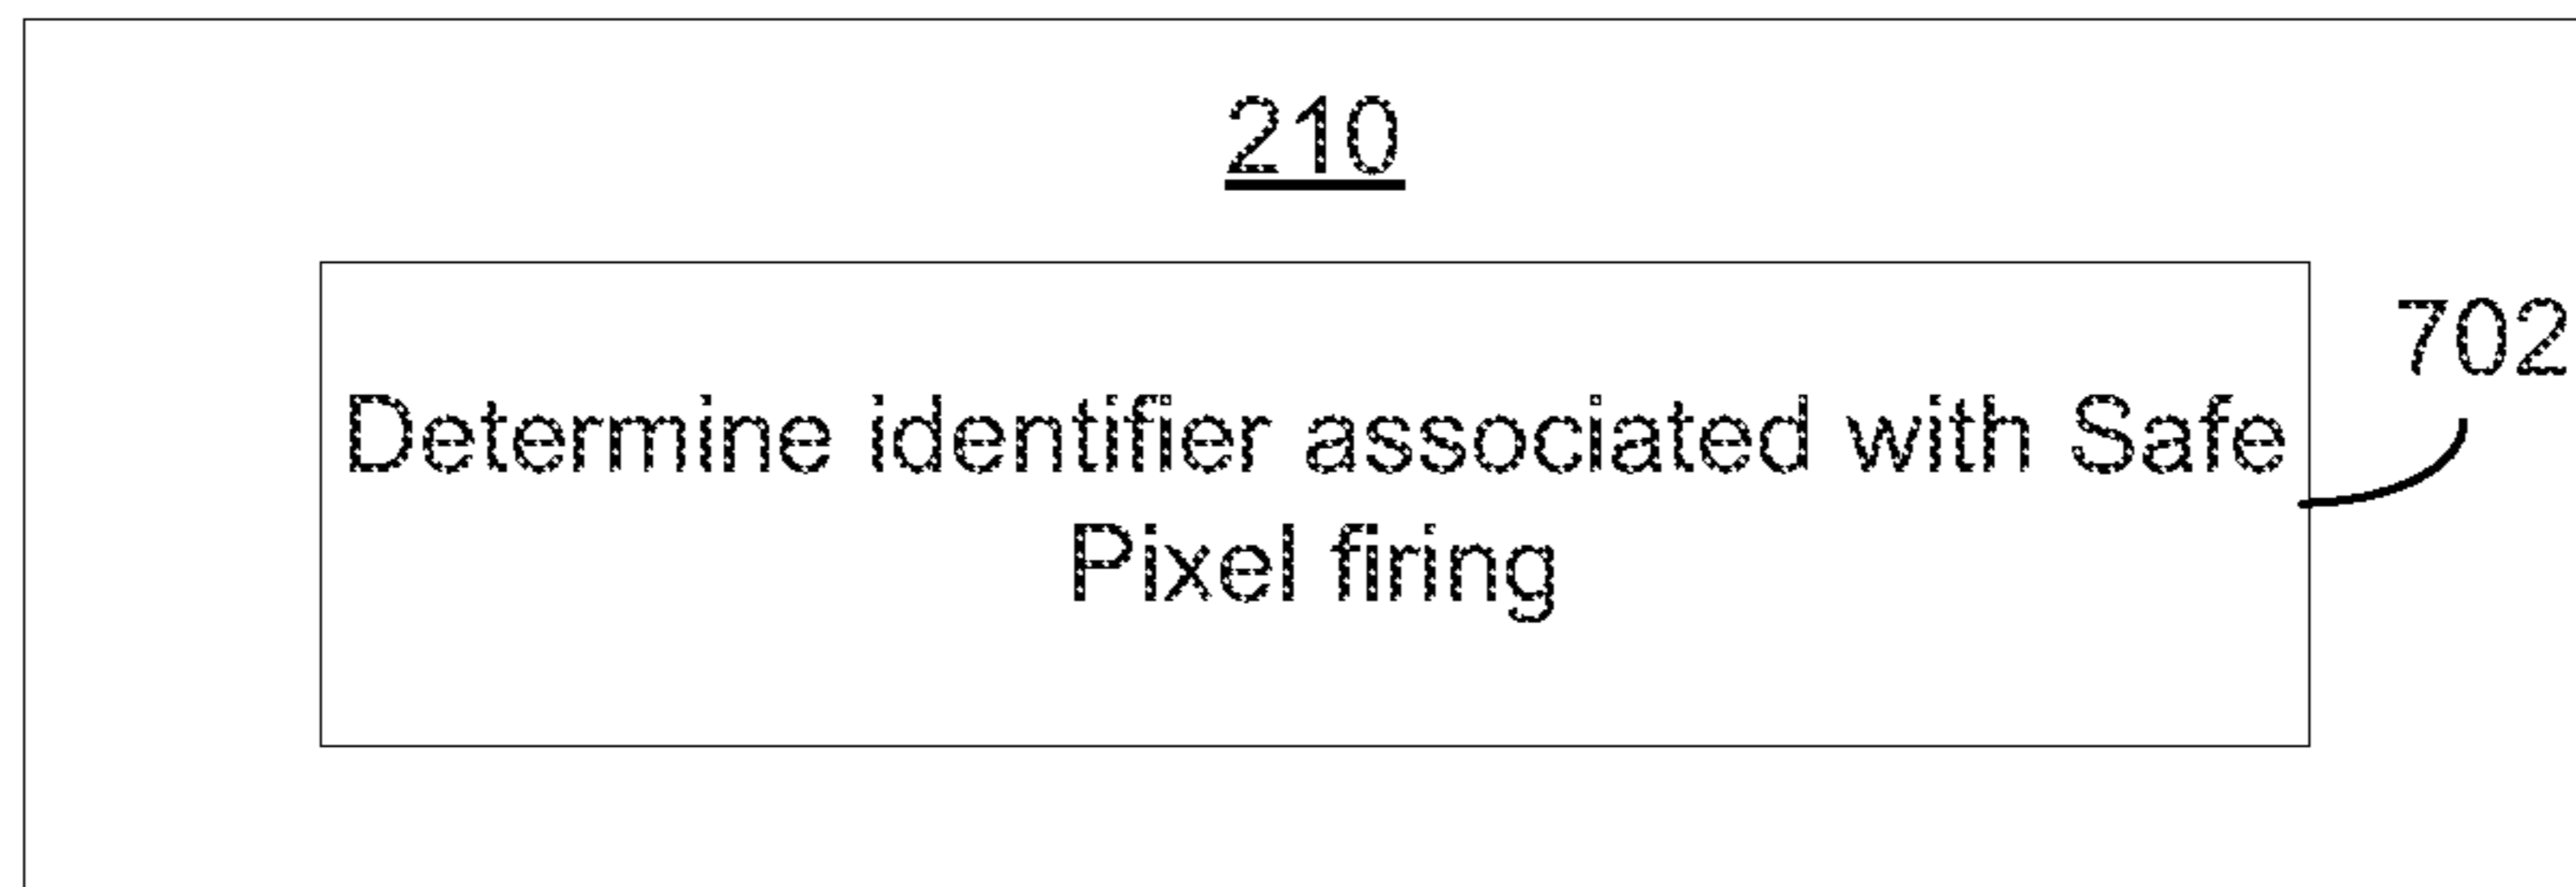 210
702
Determine identifier associated with Safe
Pixel firing